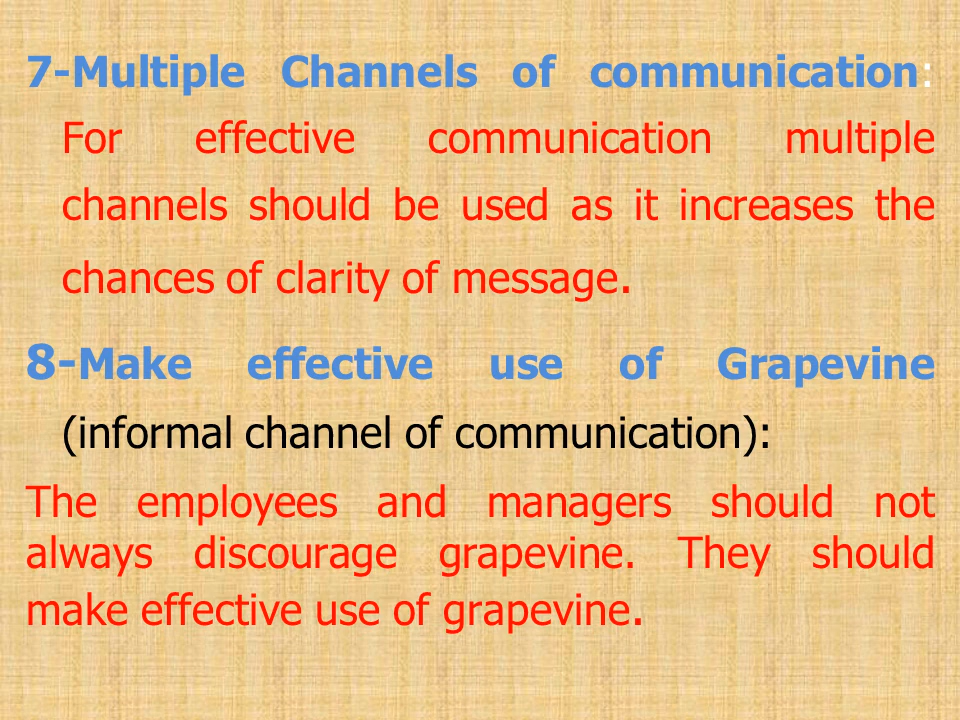 7-Multiple Channels of communication:
For effective communication multiple
channels should be used as it increases the
chances of clarity of message.
8-Make effective use of Grapevine
(informal channel of communication):
The employees and managers should not
always discourage grapevine. They should
make effective use of grapevine.